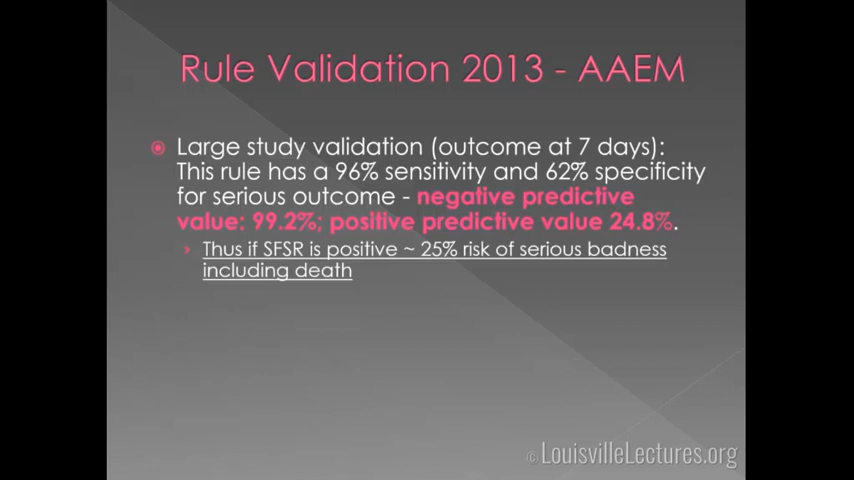 Rule Validation 2013 - AAEM
Large study validation (outcome at 7 days):
This rule has a 96% sensitivity and 62% specificity
for serious outcome - negative predictive
value: 99.2%; positive predictive value 24.8%.
Thus if SFSR is positive ~ 25% risk of serious badness
including death
© LouisvilleLectures.org